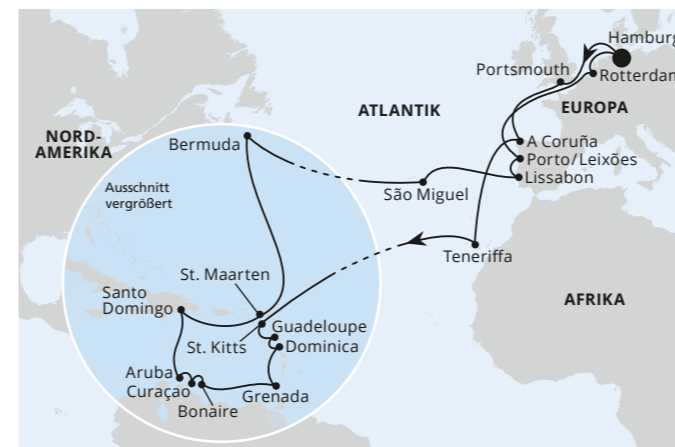 Hamburg
Portsmouth
Rotterdam
ATLANTIK
EUROPA
NORD-
AMERIKA
Bermuda
A Coruña
Porto/Leixões
Lissabon
Ausschnitt
vergrößert
São Miguel
Teneriffa
St. Maarten
Santo
Domingo
AFRIKA
Guadeloupe
St. Kitts
Dominica
Aruba
Curaçao
Bonaire
Grenada